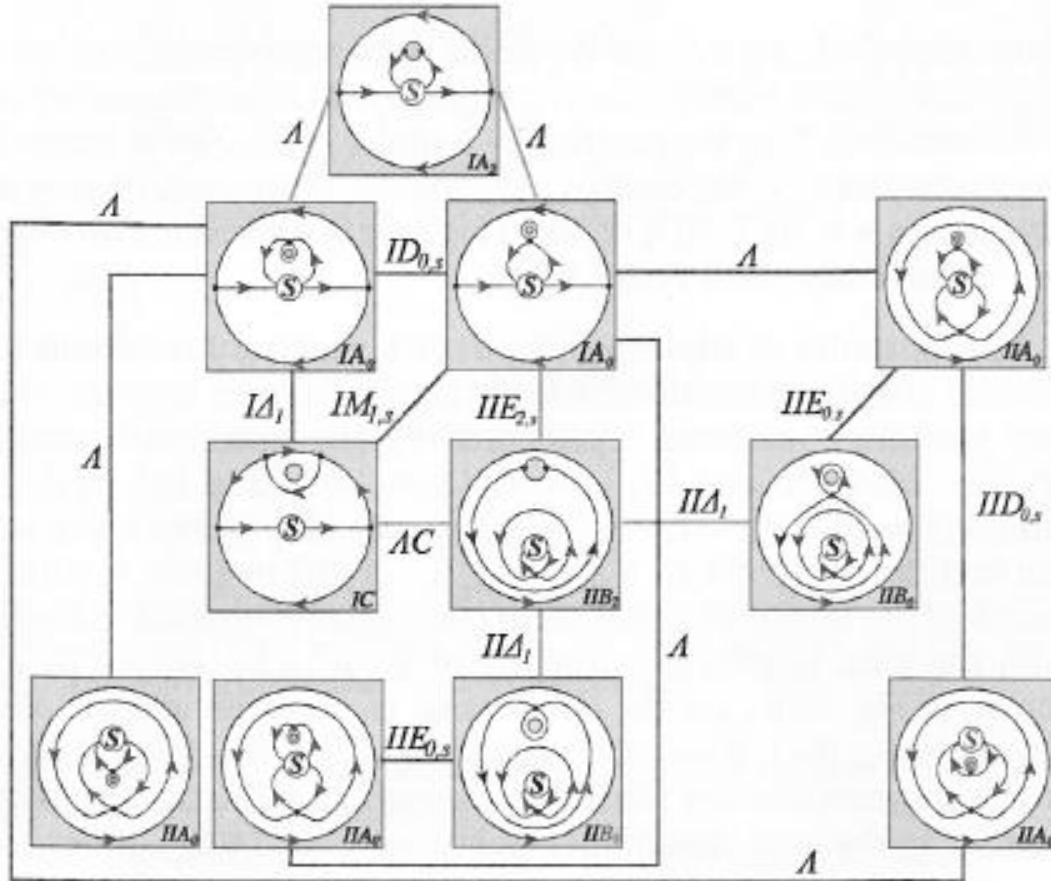 S
Λ Λ
IA₂
Λ
S ID₀,ₛ S Λ S
IA₀ IA₀ IIA₀
IΔ₁ IM₁,ₛ IIE₂,ₛ IIE₀,ₛ
Λ
S ΛC S IIΔ₁ S IID₀,ₛ
IC IIB₂ IIB₀
IIΔ₁ Λ
S S IIE₀,ₛ S S
IIA₀ IIA₀ IIB₀ IIA₀
Λ